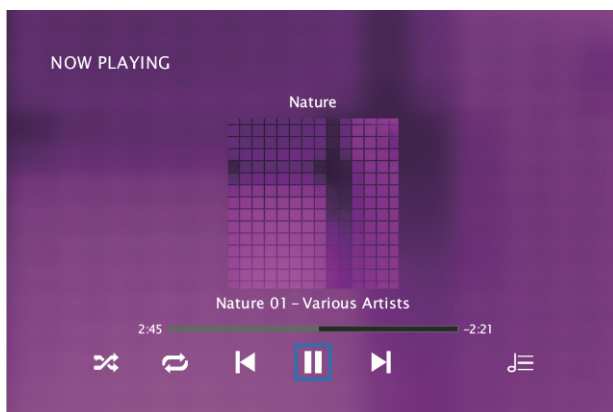 NOW PLAYING
Nature
Nature 01 – Various Artists
2:45 -2:21